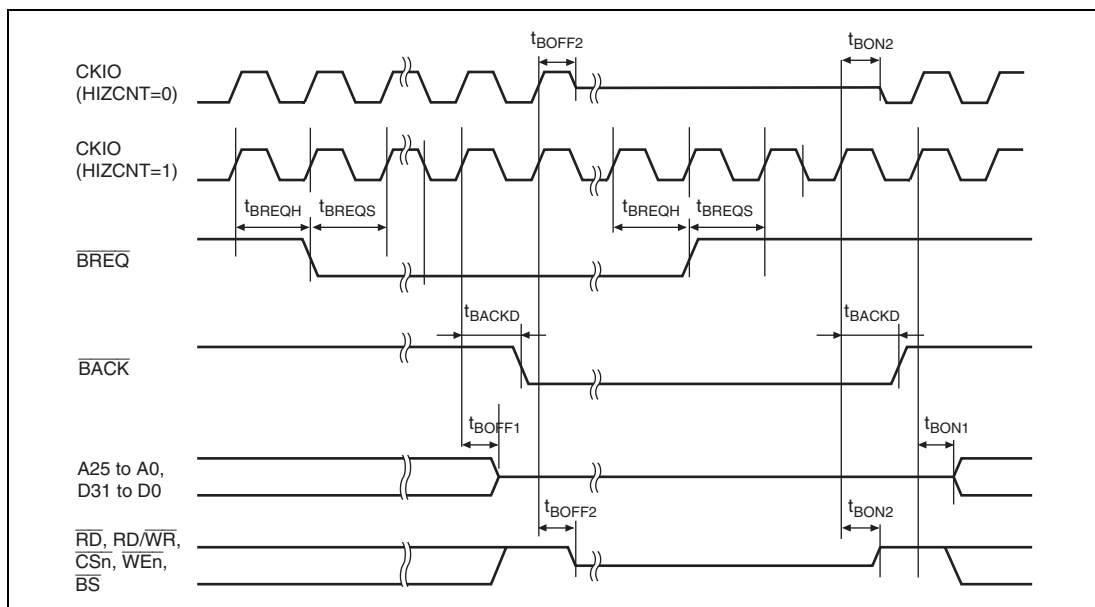 tBOFF2
tBON2
CKIO
(HIZCNT=0)
CKIO
(HIZCNT=1)
tBREQH
tBREQS
tBREQH
tBREQS
BREQ
tBACKD
tBACKD
BACK
tBOFF1
tBON1
A25 to A0,
D31 to D0
tBOFF2
tBON2
RD, RD/WR,
CSn, WEn,
BS